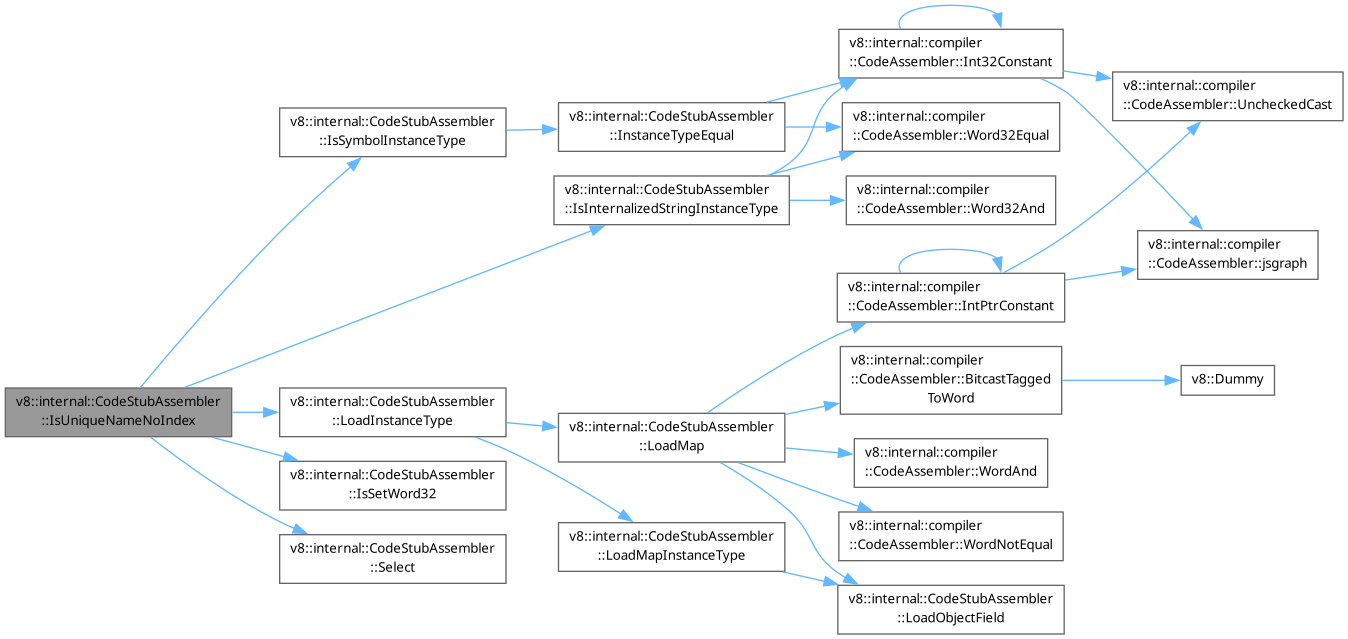 v8::internal::CodeStubAssembler
::IsUniqueNameNoIndex
v8::internal::CodeStubAssembler
::IsSymbolInstanceType
v8::internal::CodeStubAssembler
::LoadInstanceType
v8::internal::CodeStubAssembler
::IsSetWord32
v8::internal::CodeStubAssembler
::Select
v8::internal::CodeStubAssembler
::InstanceTypeEqual
v8::internal::CodeStubAssembler
::IsInternalizedStringInstanceType
v8::internal::CodeStubAssembler
::LoadMap
v8::internal::CodeStubAssembler
::LoadMapInstanceType
v8::internal::compiler
::CodeAssembler::Int32Constant
v8::internal::compiler
::CodeAssembler::Word32Equal
v8::internal::compiler
::CodeAssembler::Word32And
v8::internal::compiler
::CodeAssembler::IntPtrConstant
v8::internal::compiler
::CodeAssembler::BitcastTagged
ToWord
v8::internal::compiler
::CodeAssembler::WordAnd
v8::internal::compiler
::CodeAssembler::WordNotEqual
v8::internal::CodeStubAssembler
::LoadObjectField
v8::internal::compiler
::CodeAssembler::UncheckedCast
v8::internal::compiler
::CodeAssembler::jsgraph
v8::Dummy